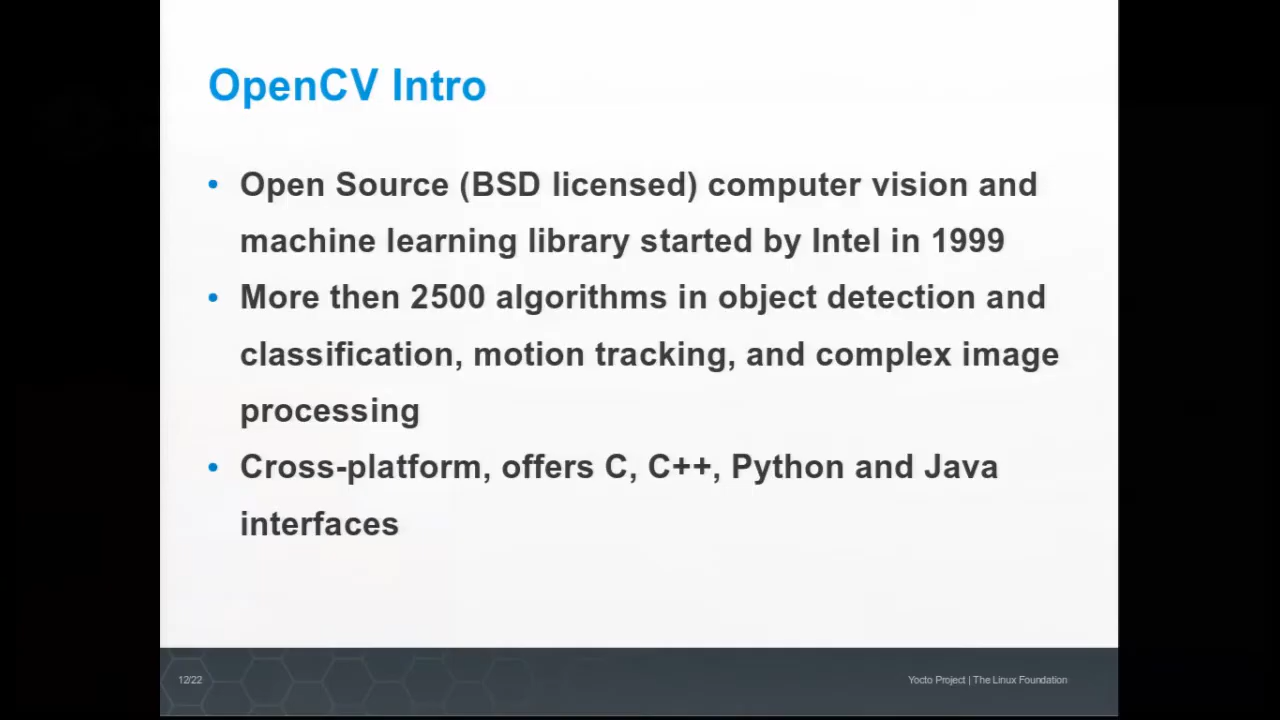 OpenCV Intro
• Open Source (BSD licensed) computer vision and
machine learning library started by Intel in 1999
• More then 2500 algorithms in object detection and
classification, motion tracking, and complex image
processing
• Cross-platform, offers C, C++, Python and Java
interfaces
12/22
Yocto Project | The Linux Foundation